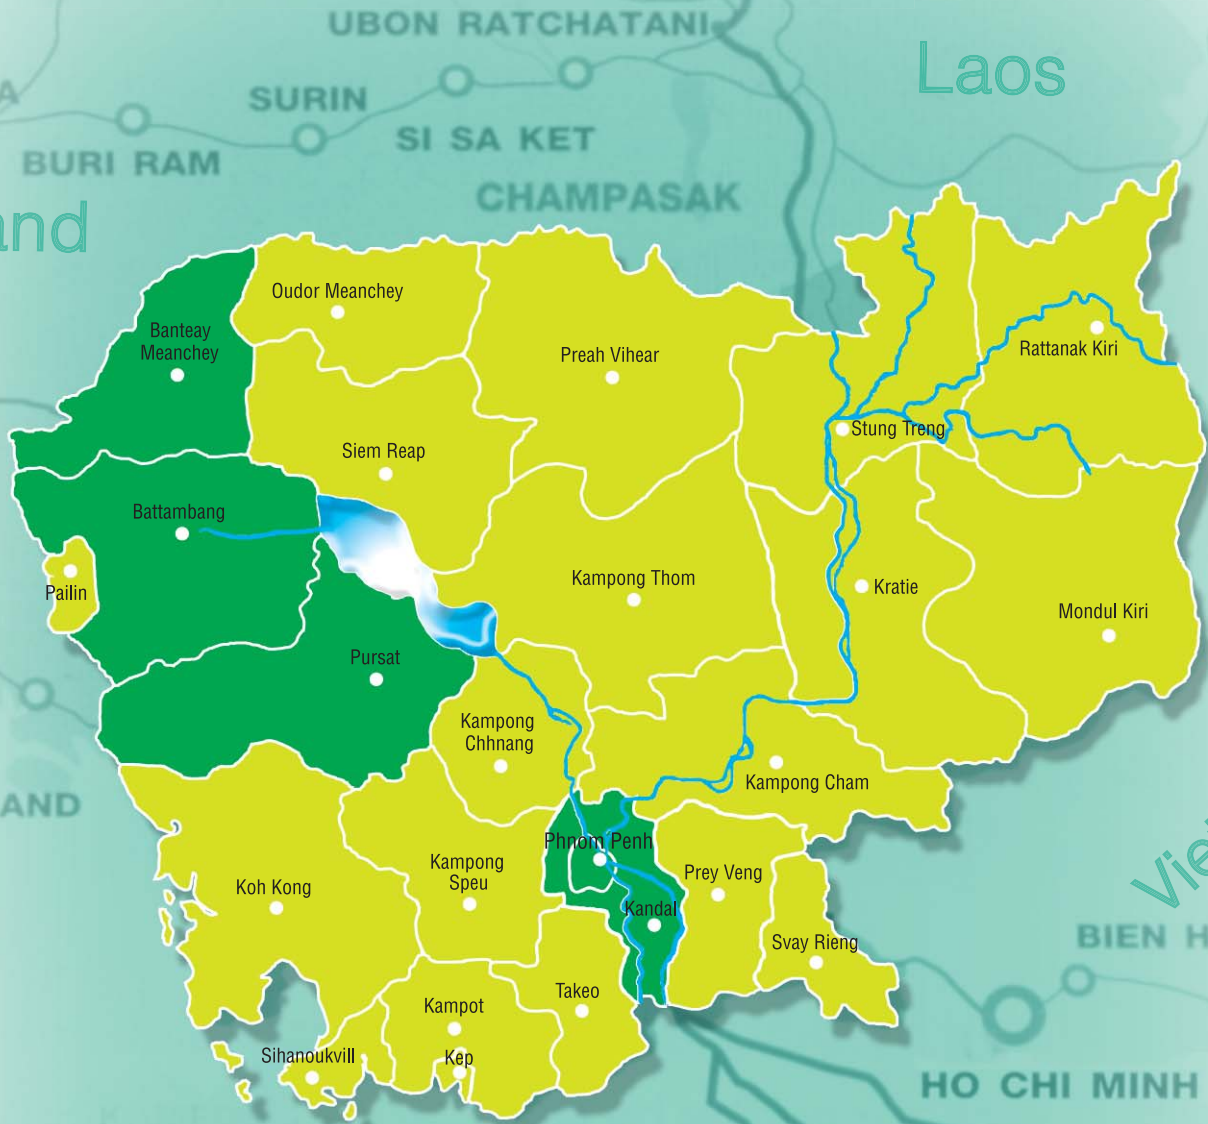 UBON RATCHATANI
Laos
SURIN
SI SA KET
BURI RAM
CHAMPASAK
and
Oudor Meanchey
Banteay
Meanchey
Preah Vihear
Rattanak Kiri
Siem Reap
Stung Treng
Battambang
Pailin
Kampong Thom
Kratie
Mondul Kiri
Pursat
Kampong
Chhnang
Kampong Cham
AND
Phnom Penh
Kampong
Speu
Prey Veng
Koh Kong
Kandal
Vie
BIEN H
Svay Rieng
Takeo
Kampot
Sihanoukvill
Kep
HO CHI MINH